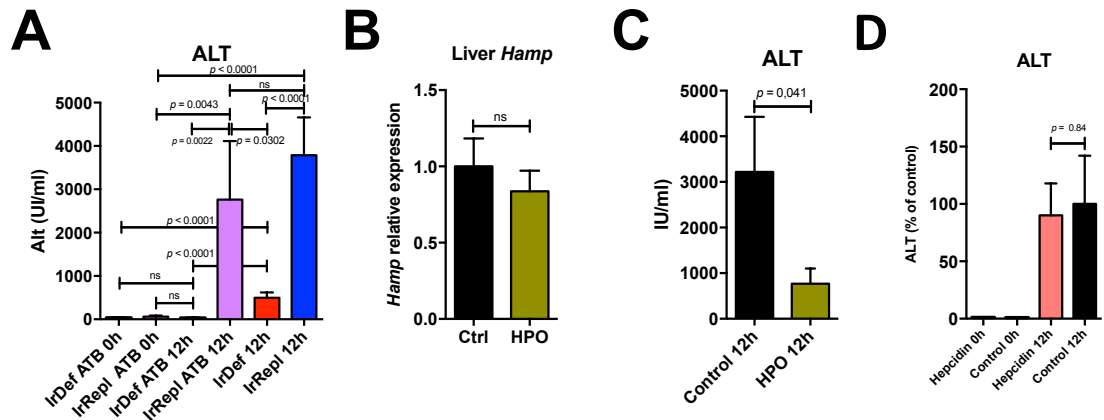 A
ALT
p < 0.0001
ns
p < 0.0001
p = 0.0043
p = 0.0022
p = 0.0302
p < 0.0001
p < 0.0001
ns
ns
Alt (UI/ml)
5000
4000
3000
2000
1000
0
IrDef ATB 0h
IrRepl ATB 0h
IrDef ATB 12h
IrRepl ATB 12h
IrDef 12h
IrRepl 12h
B
Liver Hamp
ns
Hamp relative expression
1.5
1.0
0.5
0.0
Ctrl
HPO
C
ALT
p = 0,041
IU/ml)
5000
4000
3000
2000
1000
0
Control 12h
HPO 12h
D
ALT
p = 0.84
ALT (% of control)
200
150
100
50
0
Hepcidin 0h
Control 0h
Hepcidin 12h
Control 12h